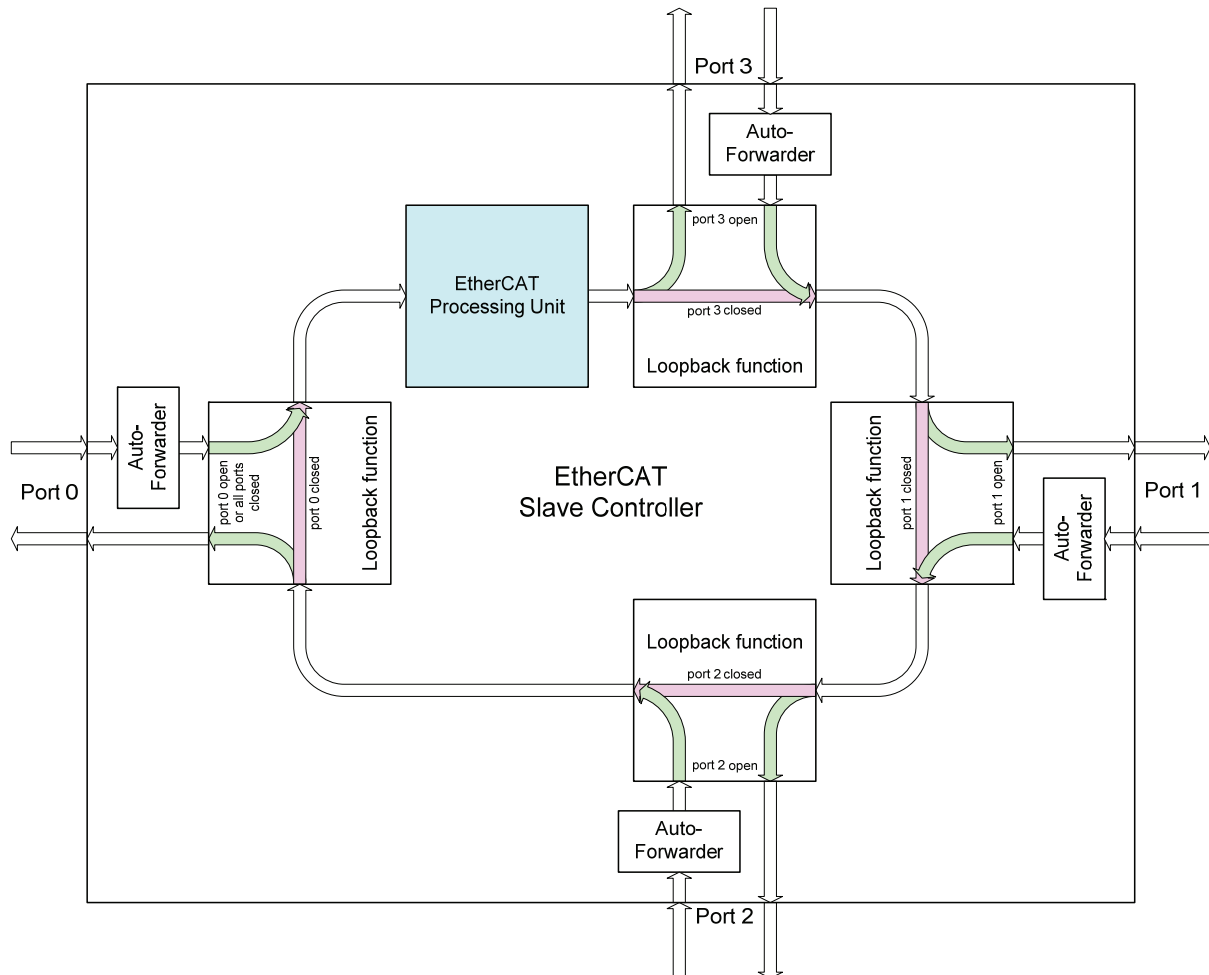 Port 3
Auto-
Forwarder
port 3 open
EtherCAT
Processing Unit
port 3 closed
Loopback function
Auto-
Forwarder
port 0 open
or all ports
closed
port 0 closed
Loopback function
Port 0
EtherCAT
Slave Controller
Loopback function
port 1 closed
port 1 open
Auto-
Forwarder
Port 1
Loopback function
port 2 closed
port 2 open
Auto-
Forwarder
Port 2